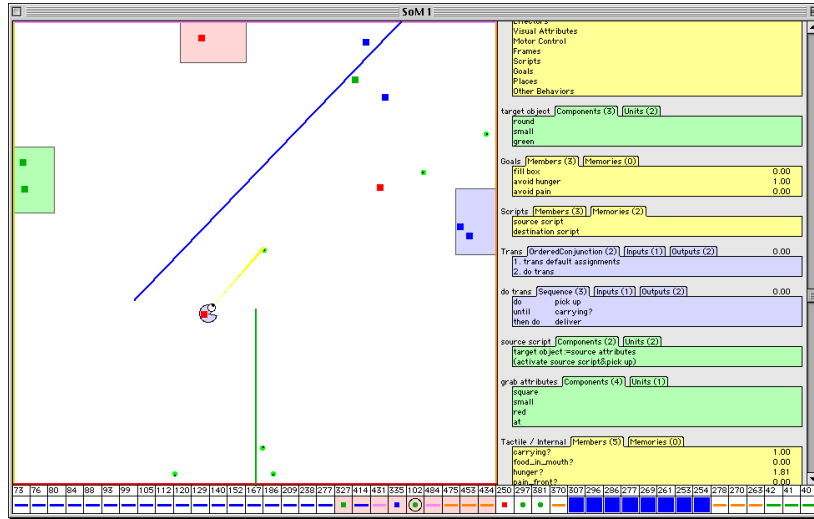 SoM 1
Effectors
Visual Attributes
Motor Control
Frames
Scripts
Goals
Places
Other Behaviors
target object Components (3) Units (2)
round
small
green
Goals Members (3) Memories (0)
fill box 0.00
avoid hunger 1.00
avoid pain 0.00
Scripts Members (3) Memories (2)
source script
destination script
Trans OrderedConjunction (2) Inputs (1) Outputs (2) 0.00
1. trans default assignments
2. do trans
do trans Sequence (3) Inputs (1) Outputs (2) 0.00
do pick up
until carrying?
then do deliver
source script Components (2) Units (2)
target object:=source attributes
(activate source script&pick up)
grab attributes Components (4) Units (1)
square
small
red
at
Tactile / Internal Members (5) Memories (0)
carrying? 1.00
food_in_mouth? 0.00
hunger? 1.81
pain_front? 0.00
73 76 80 84 88 93 99 105 112 120 129 140 152 167 186 209 238 277 327 414 431 335 102 484 475 453 434 250 297 381 370 307 296 286 277 269 261 253 254 278 270 263 42 41 40